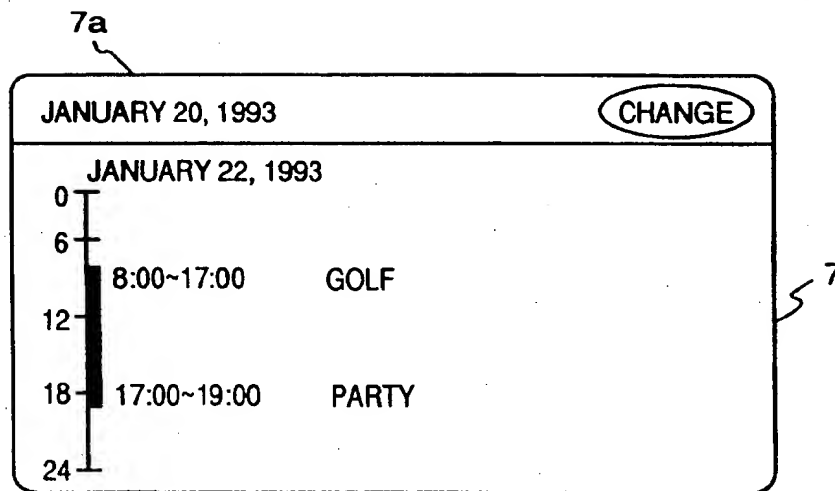 7a
JANUARY 20, 1993 CHANGE
JANUARY 22, 1993
0
6
8:00~17:00 GOLF
7
12
18 17:00~19:00 PARTY
24